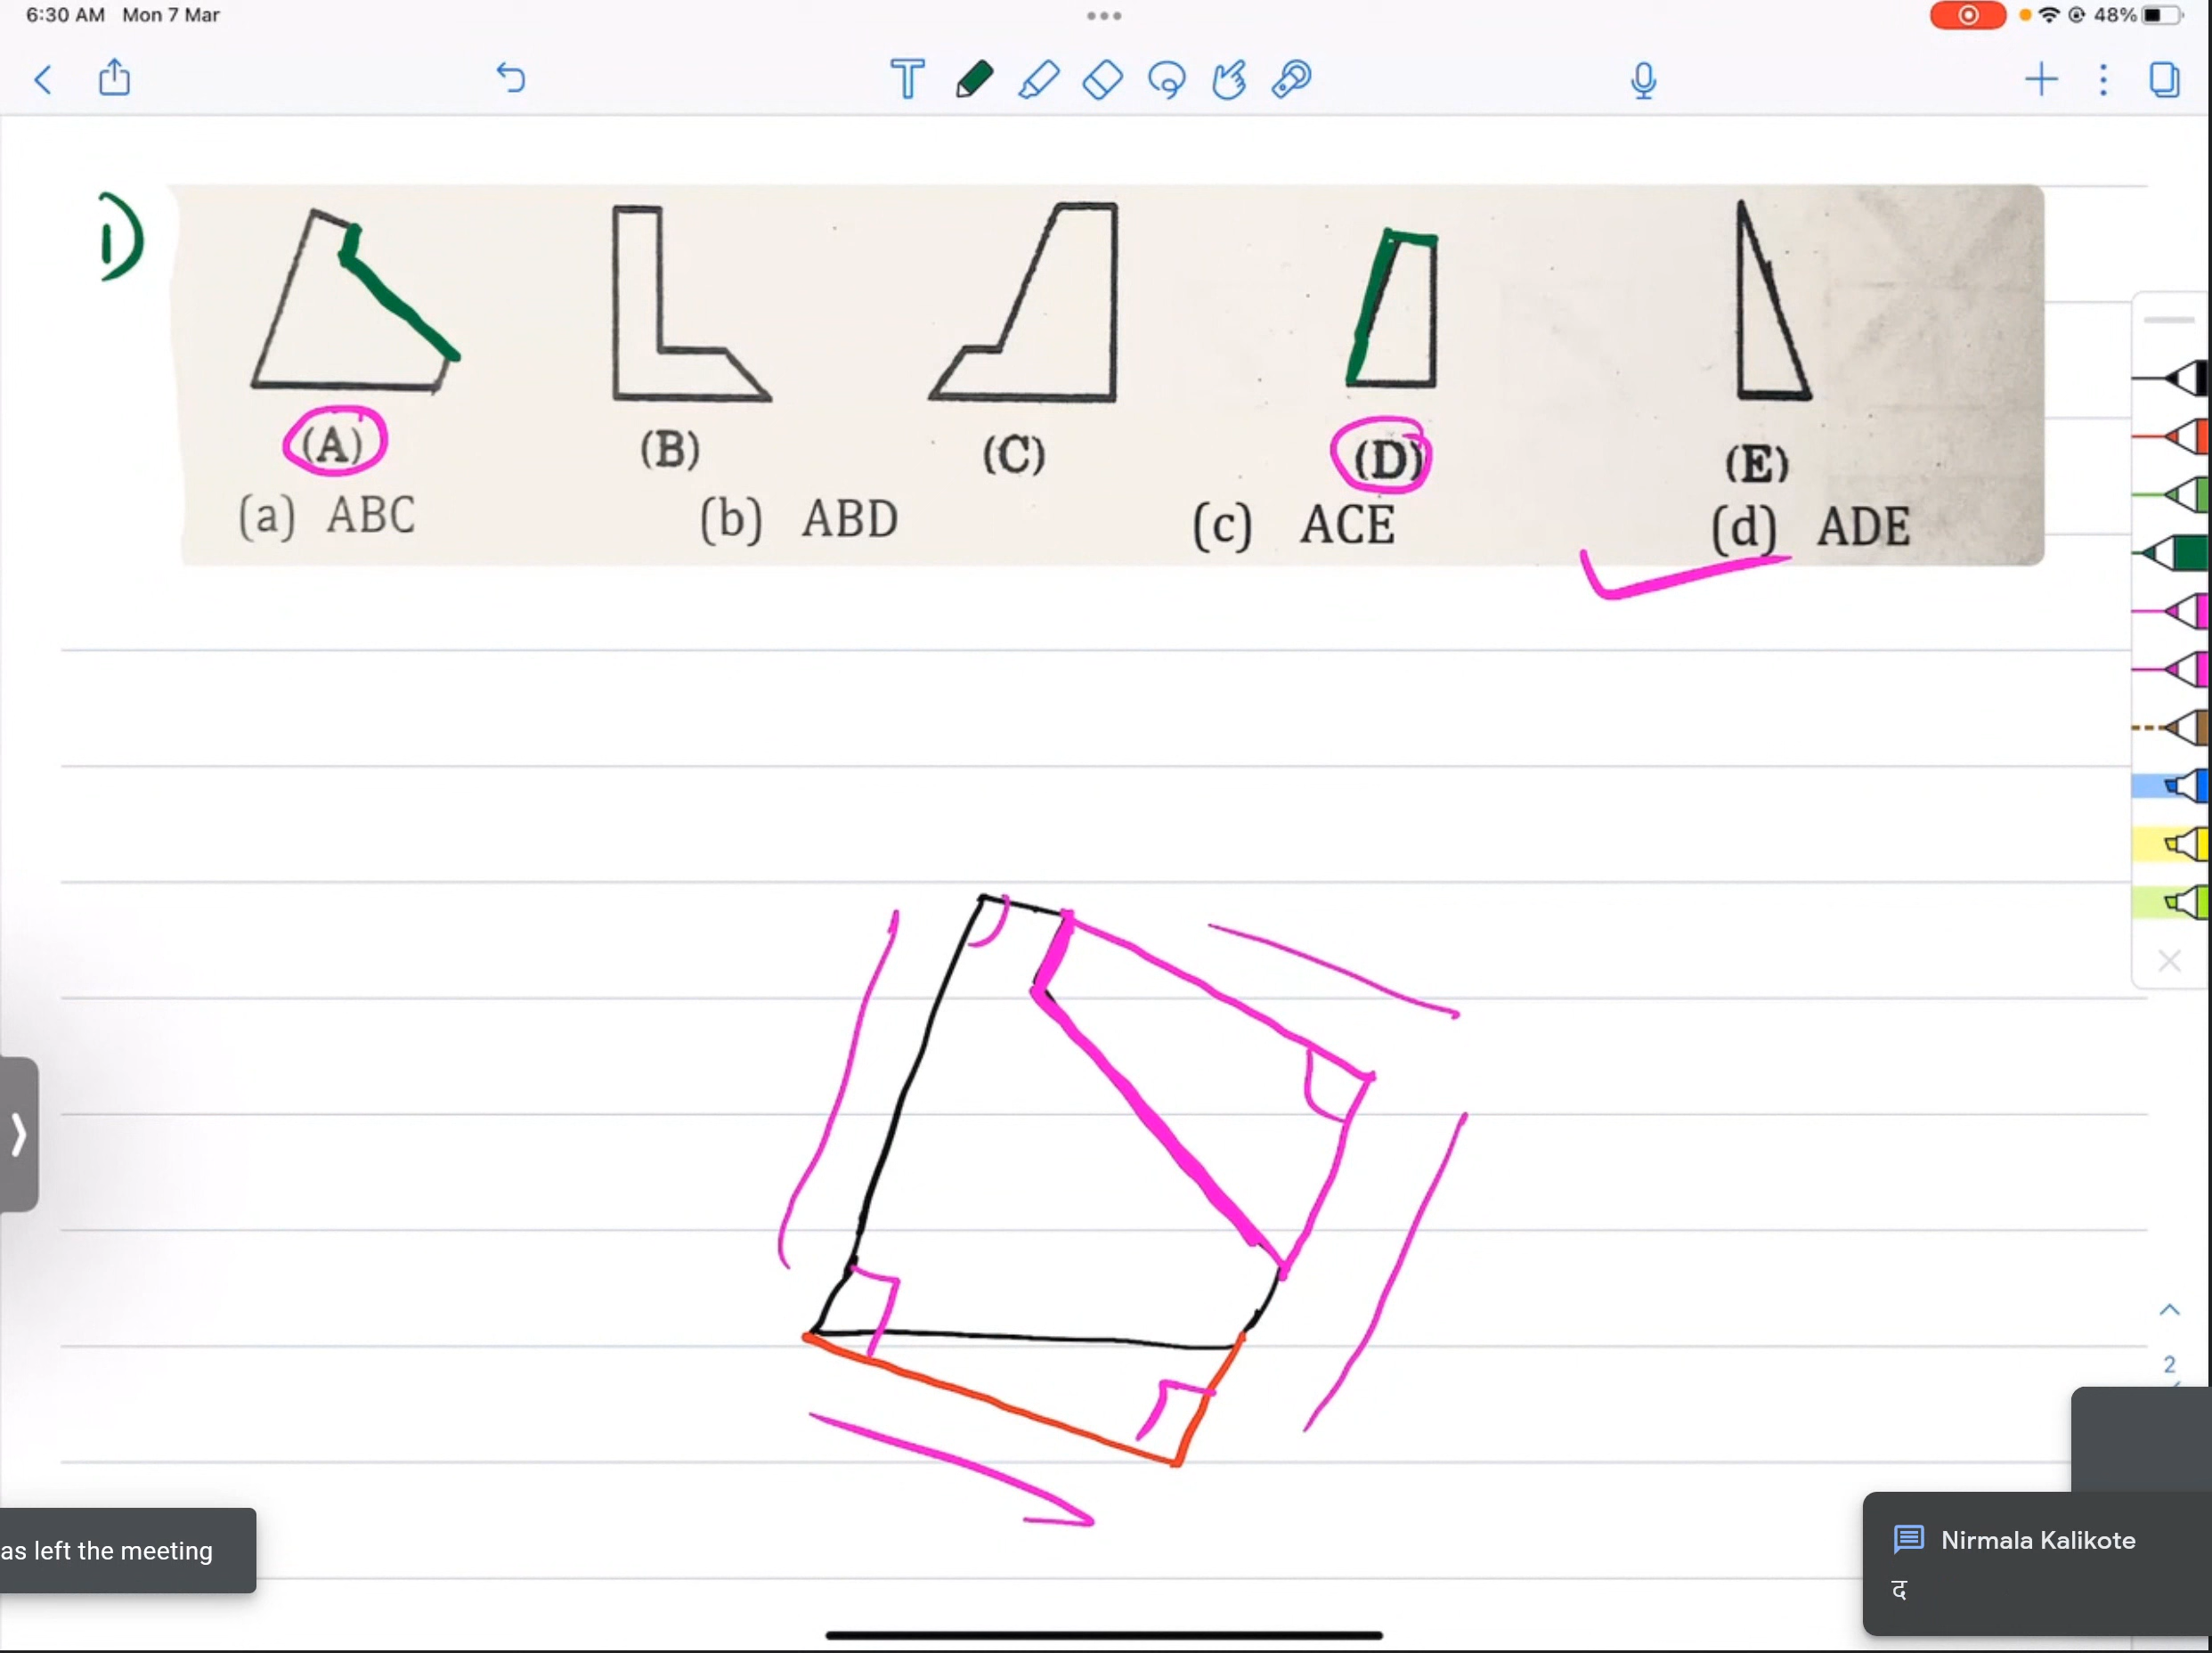 6:30 AM Mon 7 Mar
48%
T
1)
(A) (B) (C) (D) (E)
(a) ABC (b) ABD (c) ACE (d) ADE
2
as left the meeting
Nirmala Kalikote
द